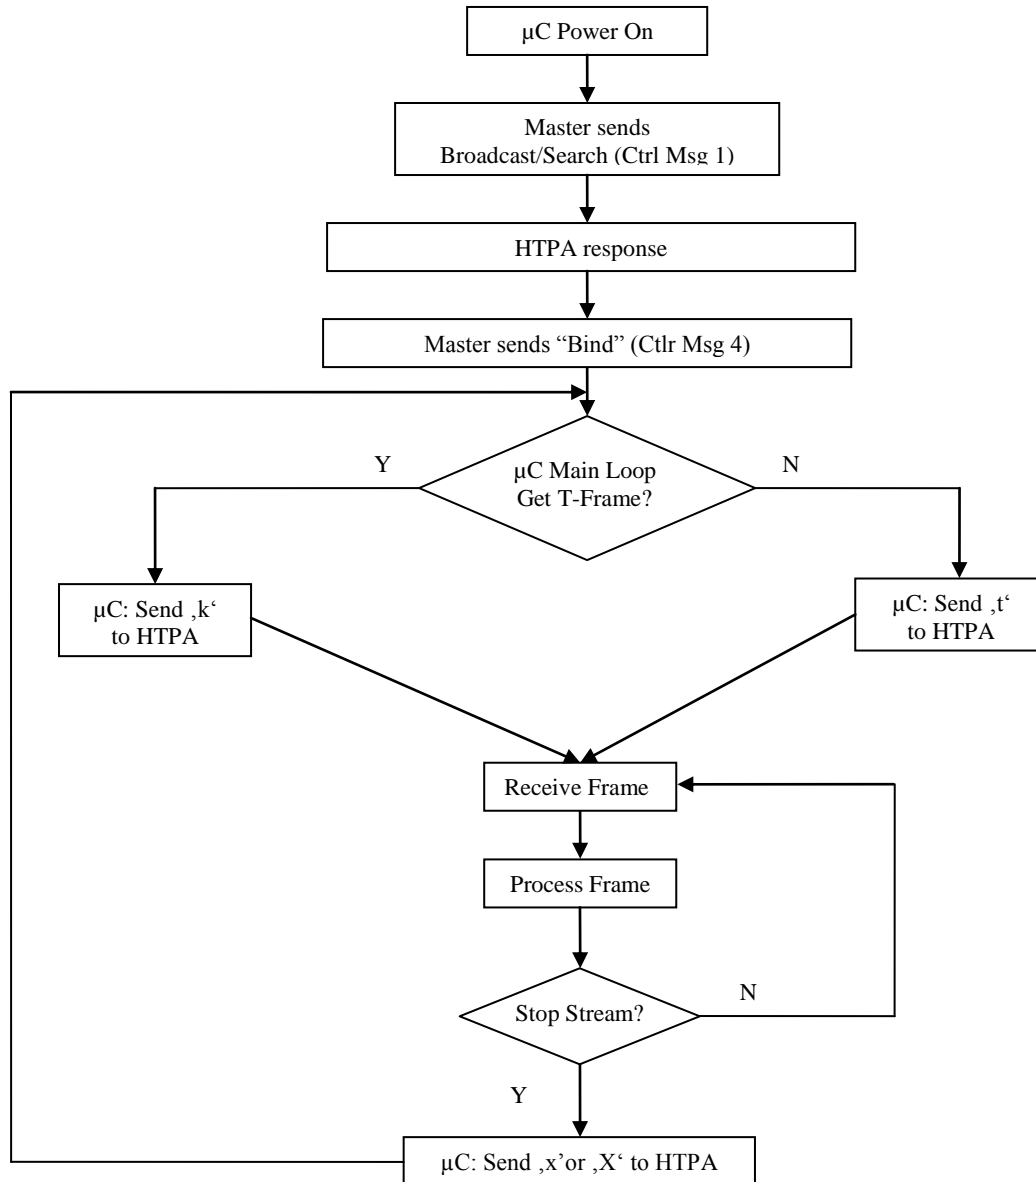 µC Power On
Master sends
Broadcast/Search (Ctrl Msg 1)
HTPA response
Master sends “Bind” (Ctlr Msg 4)
Y
N
µC Main Loop
Get T-Frame?
µC: Send ‚k‘
to HTPA
µC: Send ‚t‘
to HTPA
Receive Frame
Process Frame
Stop Stream?
N
Y
µC: Send ‚x’or ‚X‘ to HTPA